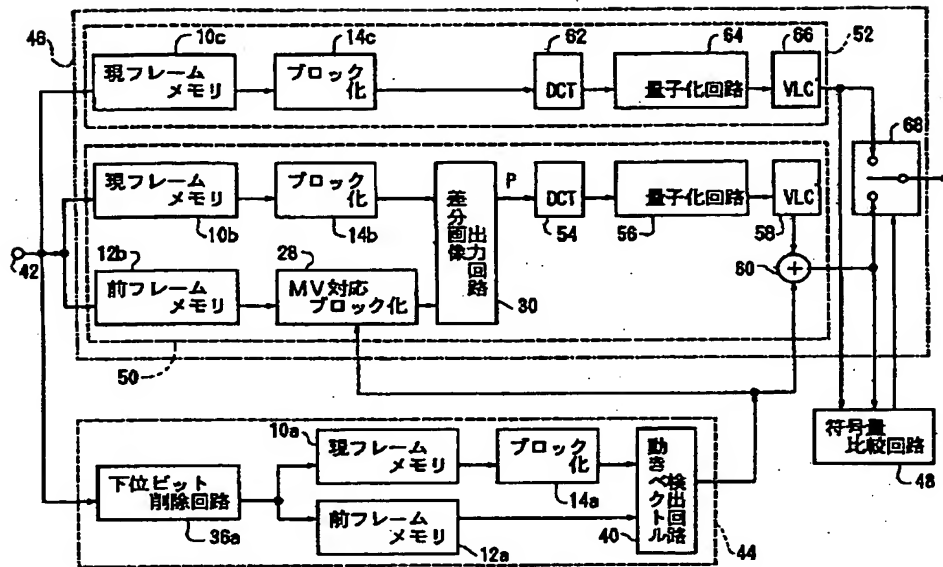 46
10c
14c
62
64
66
52
現フレーム
メモリ
ブロック
化
DCT
量子化回路
VLC
68
現フレーム
メモリ
ブロック
化
差分画像
出力回路
P
DCT
量子化回路
VLC
10b
14b
54
56
58
42
12b
28
60
前フレーム
メモリ
MV対応
ブロック化
30
50
10a
現フレーム
メモリ
ブロック
化
動きベクトル
検出回路
符号量
比較回路
下位ビット
削除回路
14a
48
前フレーム
メモリ
40
44
36a
12a